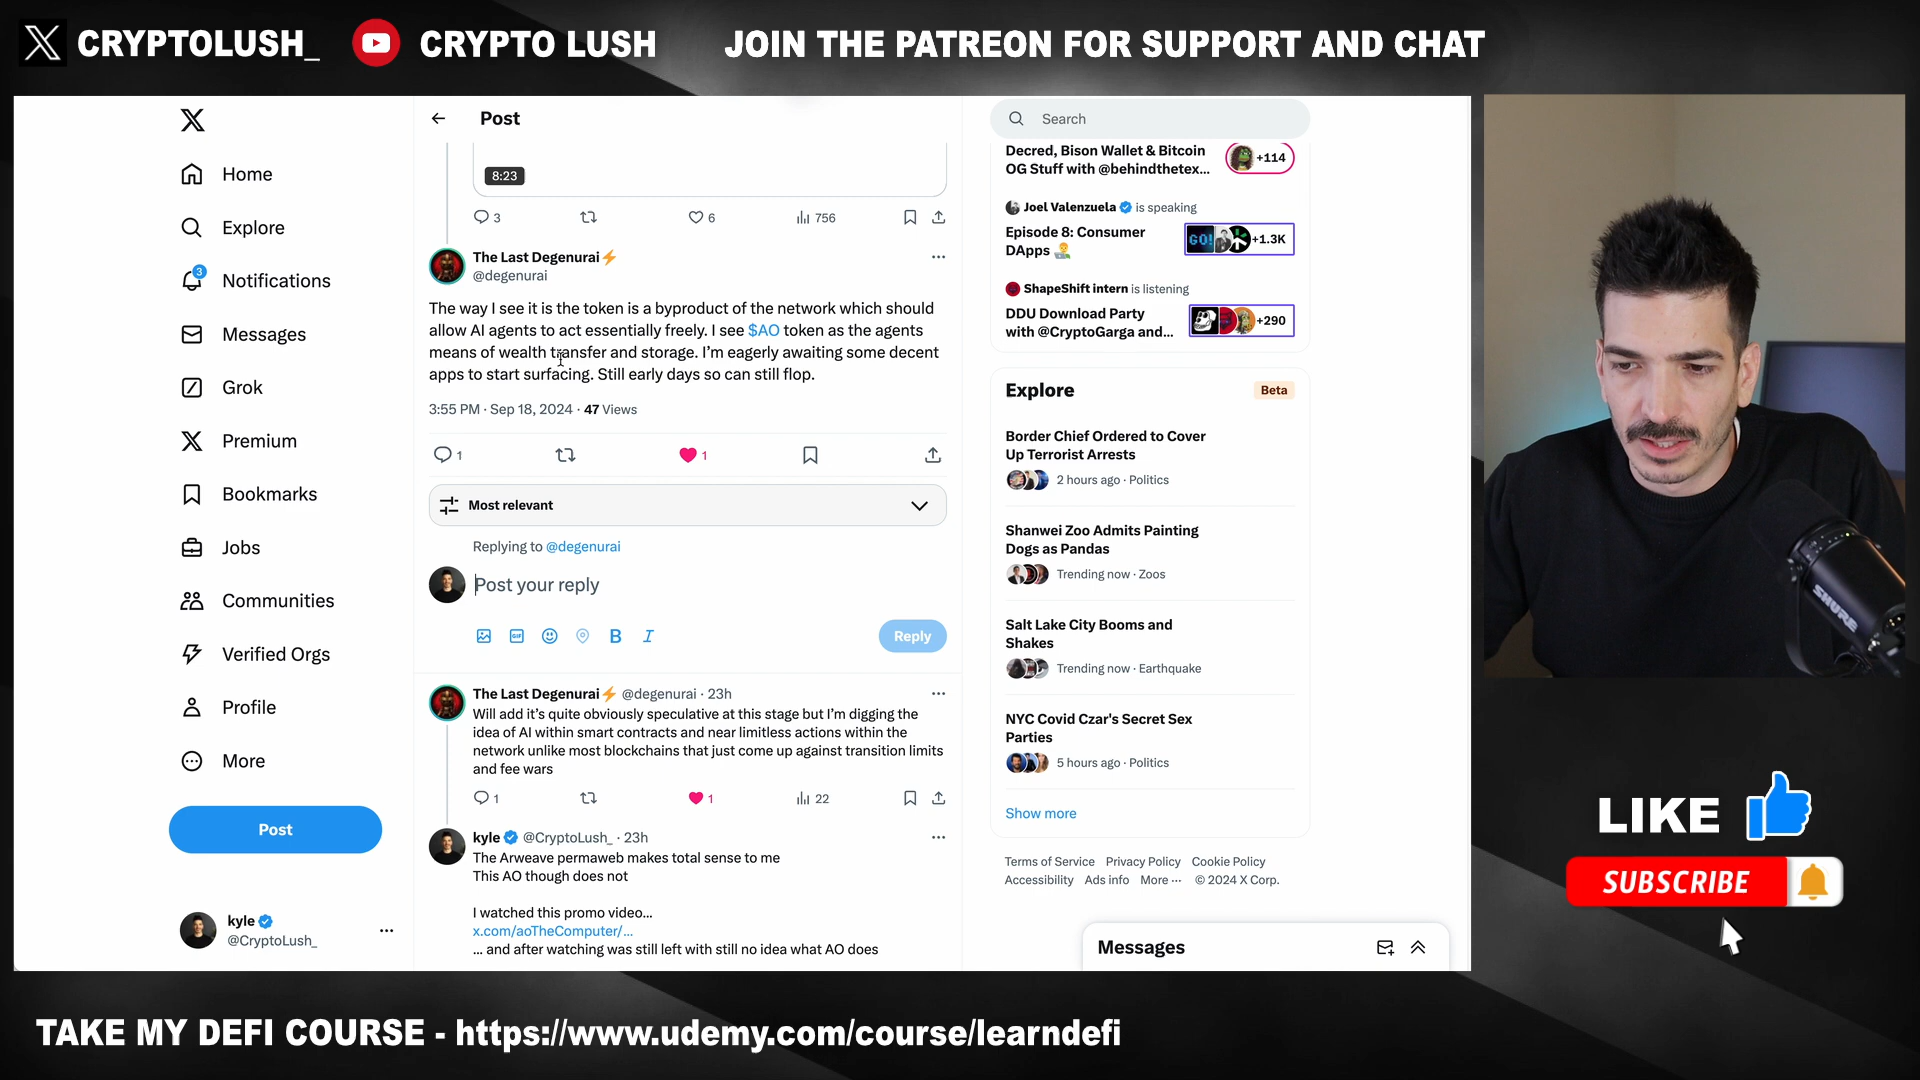 CRYPTOLUSH_
CRYPTO LUSH
JOIN THE PATREON FOR SUPPORT AND CHAT
Home
Explore
3
Notifications
Messages
Grok
Premium
Bookmarks
Jobs
Communities
Verified Orgs
Profile
More
Post
kyle
@CryptoLush_
Post
8:23
3
6
756
The Last Degenurai⚡
@degenurai
The way I see it is the token is a byproduct of the network which should
allow AI agents to act essentially freely. I see $AO token as the agents
means of wealth transfer and storage. I’m eagerly awaiting some decent
apps to start surfacing. Still early days so can still flop.
3:55 PM · Sep 18, 2024 · 47 Views
1
1
Most relevant
Replying to @degenurai
Post your reply
GIF
B I
Reply
The Last Degenurai⚡ @degenurai · 23h
Will add it’s quite obviously speculative at this stage but I’m digging the
idea of AI within smart contracts and near limitless actions within the
network unlike most blockchains that just come up against transition limits
and fee wars
1
1
22
kyle @CryptoLush_ · 23h
The Arweave permaweb makes total sense to me
This AO though does not
I watched this promo video...
x.com/aoTheComputer/...
... and after watching was still left with still no idea what AO does
Search
Decred, Bison Wallet & Bitcoin
OG Stuff with @behindthetex...
+114
Joel Valenzuela is speaking
Episode 8: Consumer
DApps
GO!
+1.3K
ShapeShift intern is listening
DDU Download Party
with @CryptoGarga and...
+290
Explore
Beta
Border Chief Ordered to Cover
Up Terrorist Arrests
2 hours ago · Politics
Shanwei Zoo Admits Painting
Dogs as Pandas
Trending now · Zoos
Salt Lake City Booms and
Shakes
Trending now · Earthquake
NYC Covid Czar's Secret Sex
Parties
5 hours ago · Politics
Show more
Terms of Service Privacy Policy Cookie Policy
Accessibility Ads info More ··· © 2024 X Corp.
Messages
SHURE
LIKE
SUBSCRIBE
TAKE MY DEFI COURSE - https://www.udemy.com/course/learndefi